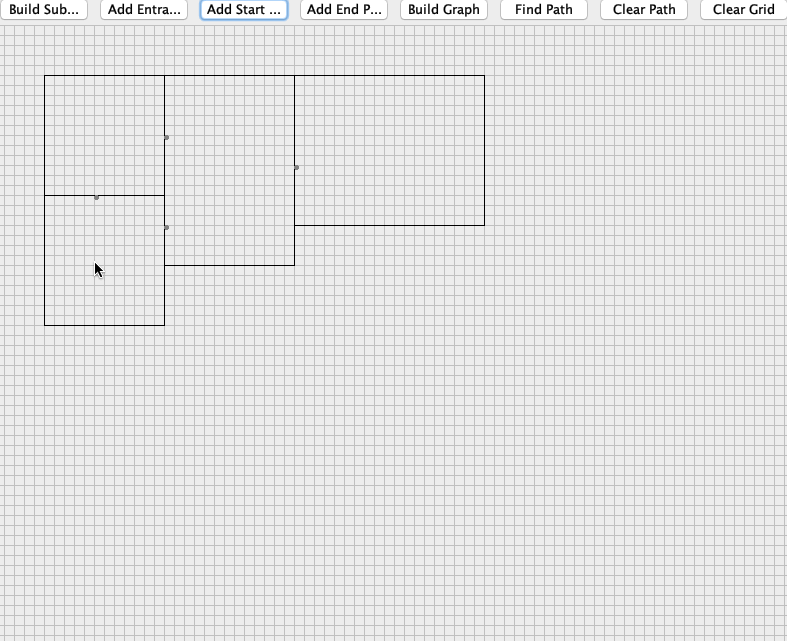 Build Sub...
Add Entra...
Add Start ...
Add End P...
Build Graph
Find Path
Clear Path
Clear Grid